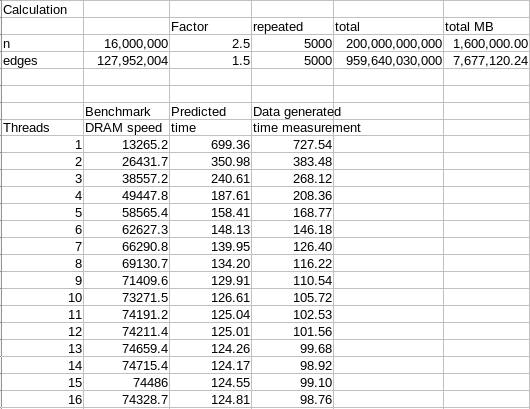 Calculation
Factor repeated total total MB
n 16,000,000 2.5 5000 200,000,000,000 1,600,000.00
edges 127,952,004 1.5 5000 959,640,030,000 7,677,120.24
Benchmark Predicted Data generated
Threads DRAM speed time time measurement
1 13265.2 699.36 727.54
2 26431.7 350.98 383.48
3 38557.2 240.61 268.12
4 49447.8 187.61 208.36
5 58565.4 158.41 168.77
6 62627.3 148.13 146.18
7 66290.8 139.95 126.40
8 69130.7 134.20 116.22
9 71409.6 129.91 110.54
10 73271.5 126.61 105.72
11 74191.2 125.04 102.53
12 74211.4 125.01 101.56
13 74659.4 124.26 99.68
14 74715.4 124.17 98.92
15 74486 124.55 99.10
16 74328.7 124.81 98.76